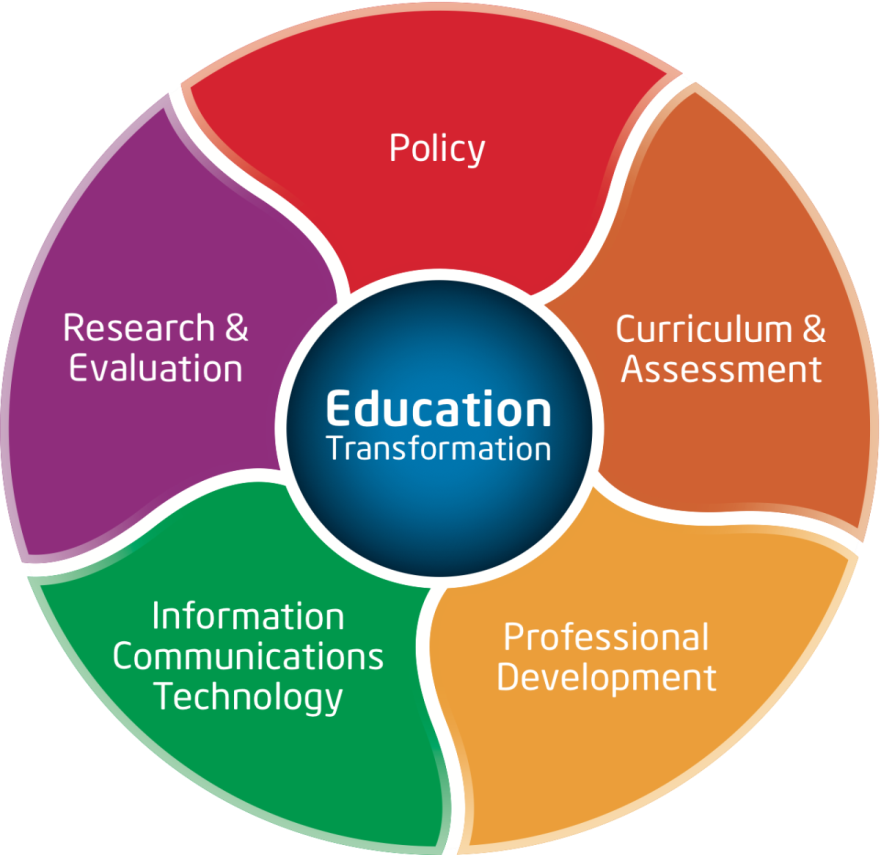 Policy
Curriculum &
Assessment
Professional
Development
Information
Communications
Technology
Research &
Evaluation
Education
Transformation